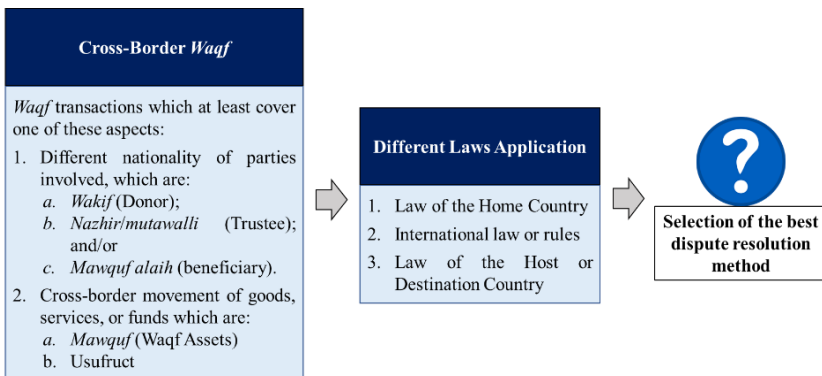 Cross-Border Waqf
Waqf transactions which at least cover
one of these aspects:
1. Different nationality of parties
involved, which are:
a. Wakif (Donor);
b. Nazhir/mutawalli (Trustee);
and/or
c. Mawquf alaih (beneficiary).
2. Cross-border movement of goods,
services, or funds which are:
a. Mawquf (Waqf Assets)
b. Usufruct
Different Laws Application
1. Law of the Home Country
2. International law or rules
3. Law of the Host or
Destination Country
?
Selection of the best
dispute resolution
method